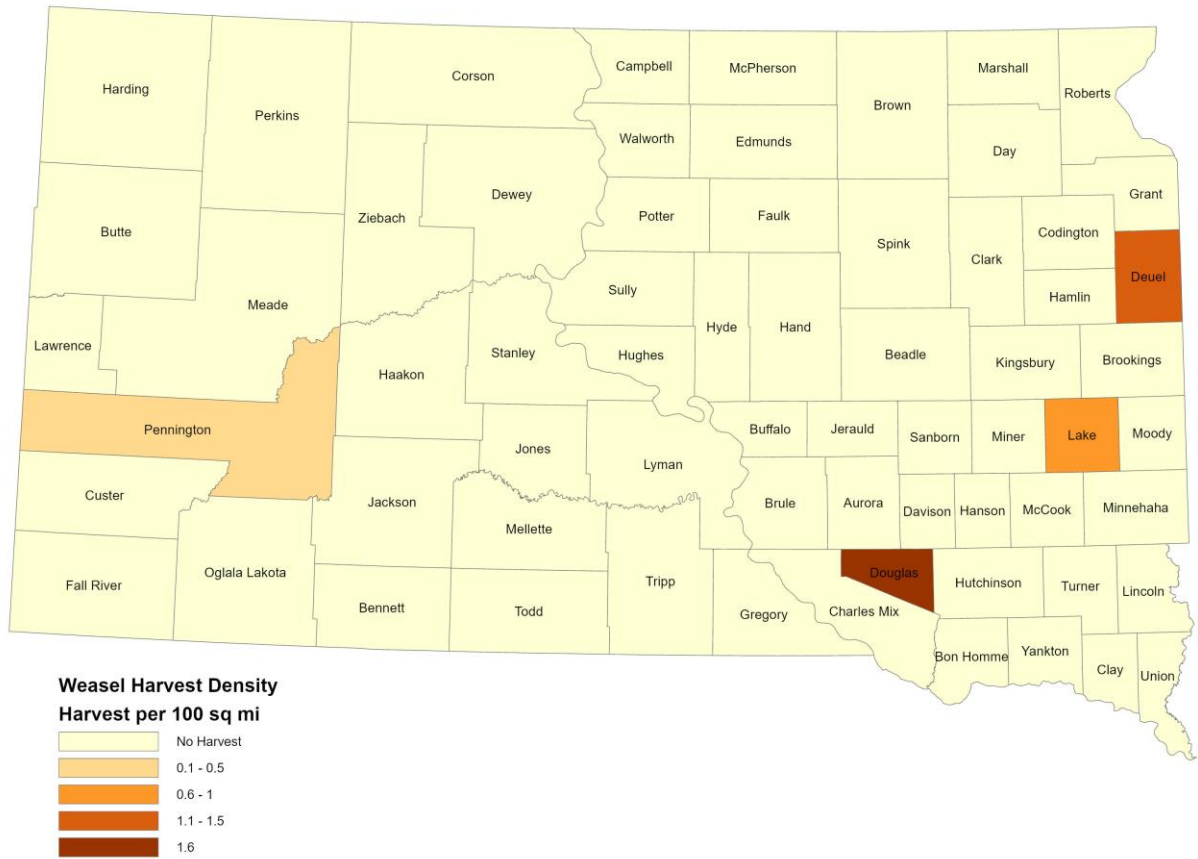 Harding
Perkins
Corson
Campbell
McPherson
Brown
Marshall
Roberts
Walworth
Edmunds
Day
Butte
Ziebach
Dewey
Potter
Faulk
Spink
Clark
Codington
Grant
Deuel
Hamlin
Meade
Sully
Hyde
Hand
Lawrence
Haakon
Stanley
Hughes
Beadle
Kingsbury
Brookings
Pennington
Jones
Lyman
Buffalo
Jerauld
Sanborn
Miner
Lake
Moody
Custer
Jackson
Mellette
Brule
Aurora
Davison
Hanson
McCook
Minnehaha
Fall River
Oglala Lakota
Bennett
Todd
Tripp
Gregory
Douglas
Charles Mix
Hutchinson
Turner
Lincoln
Bon Homme
Yankton
Clay
Union
Weasel Harvest Density
Harvest per 100 sq mi
No Harvest
0.1 - 0.5
0.6 - 1
1.1 - 1.5
1.6